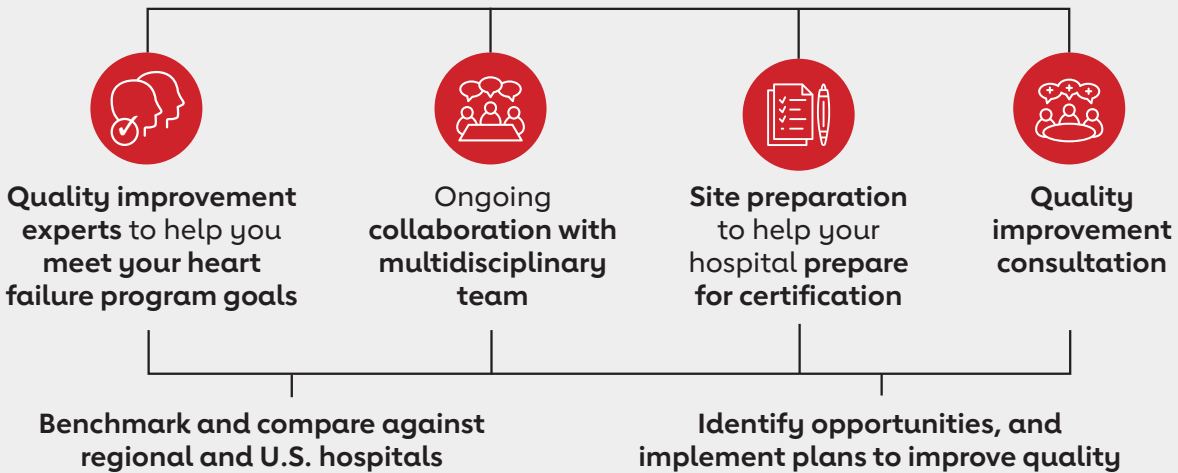 Quality improvement
experts to help you
meet your heart
failure program goals
Ongoing
collaboration with
multidisciplinary
team
Site preparation
to help your
hospital prepare
for certification
Quality
improvement
consultation
Benchmark and compare against
regional and U.S. hospitals
Identify opportunities, and
implement plans to improve quality